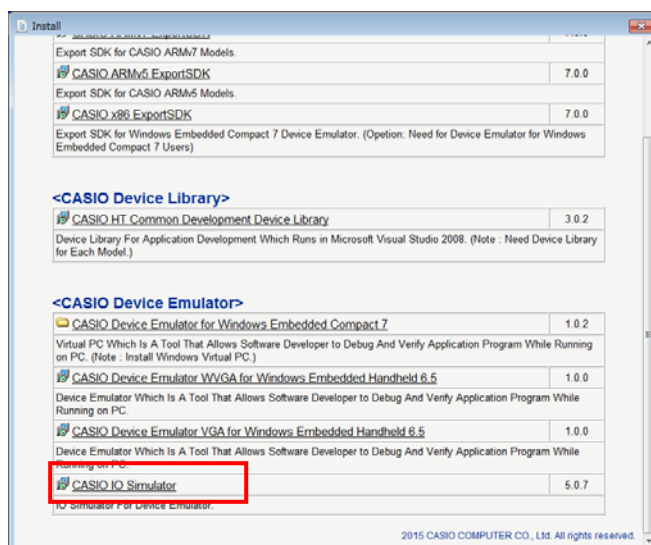 Install
Export SDK for CASIO ARMv7 Models.
CASIO ARMv5 ExportSDK
7.0.0
Export SDK for CASIO ARMv5 Models.
CASIO x86 ExportSDK
7.0.0
Export SDK for Windows Embedded Compact 7 Device Emulator. (Opetion: Need for Device Emulator for Windows
Embedded Compact 7 Users)
<CASIO Device Library>
CASIO HT Common Development Device Library
3.0.2
Device Library For Application Development Which Runs in Microsoft Visual Studio 2008. (Note : Need Device Library
for Each Model.)
<CASIO Device Emulator>
CASIO Device Emulator for Windows Embedded Compact 7
1.0.2
Virtual PC Which Is A Tool That Allows Software Developer to Debug And Verify Application Program While Running
on PC. (Note : Install Windows Virtual PC.)
CASIO Device Emulator WVGA for Windows Embedded Handheld 6.5
1.0.0
Device Emulator Which Is A Tool That Allows Software Developer to Debug And Verify Application Program While
Running on PC.
CASIO Device Emulator VGA for Windows Embedded Handheld 6.5
1.0.0
Device Emulator Which Is A Tool That Allows Software Developer to Debug And Verify Application Program While
Running on PC.
CASIO IO Simulator
5.0.7
IO Simulator For Device Emulator.
2015 CASIO COMPUTER CO., Ltd. All rights reserved.